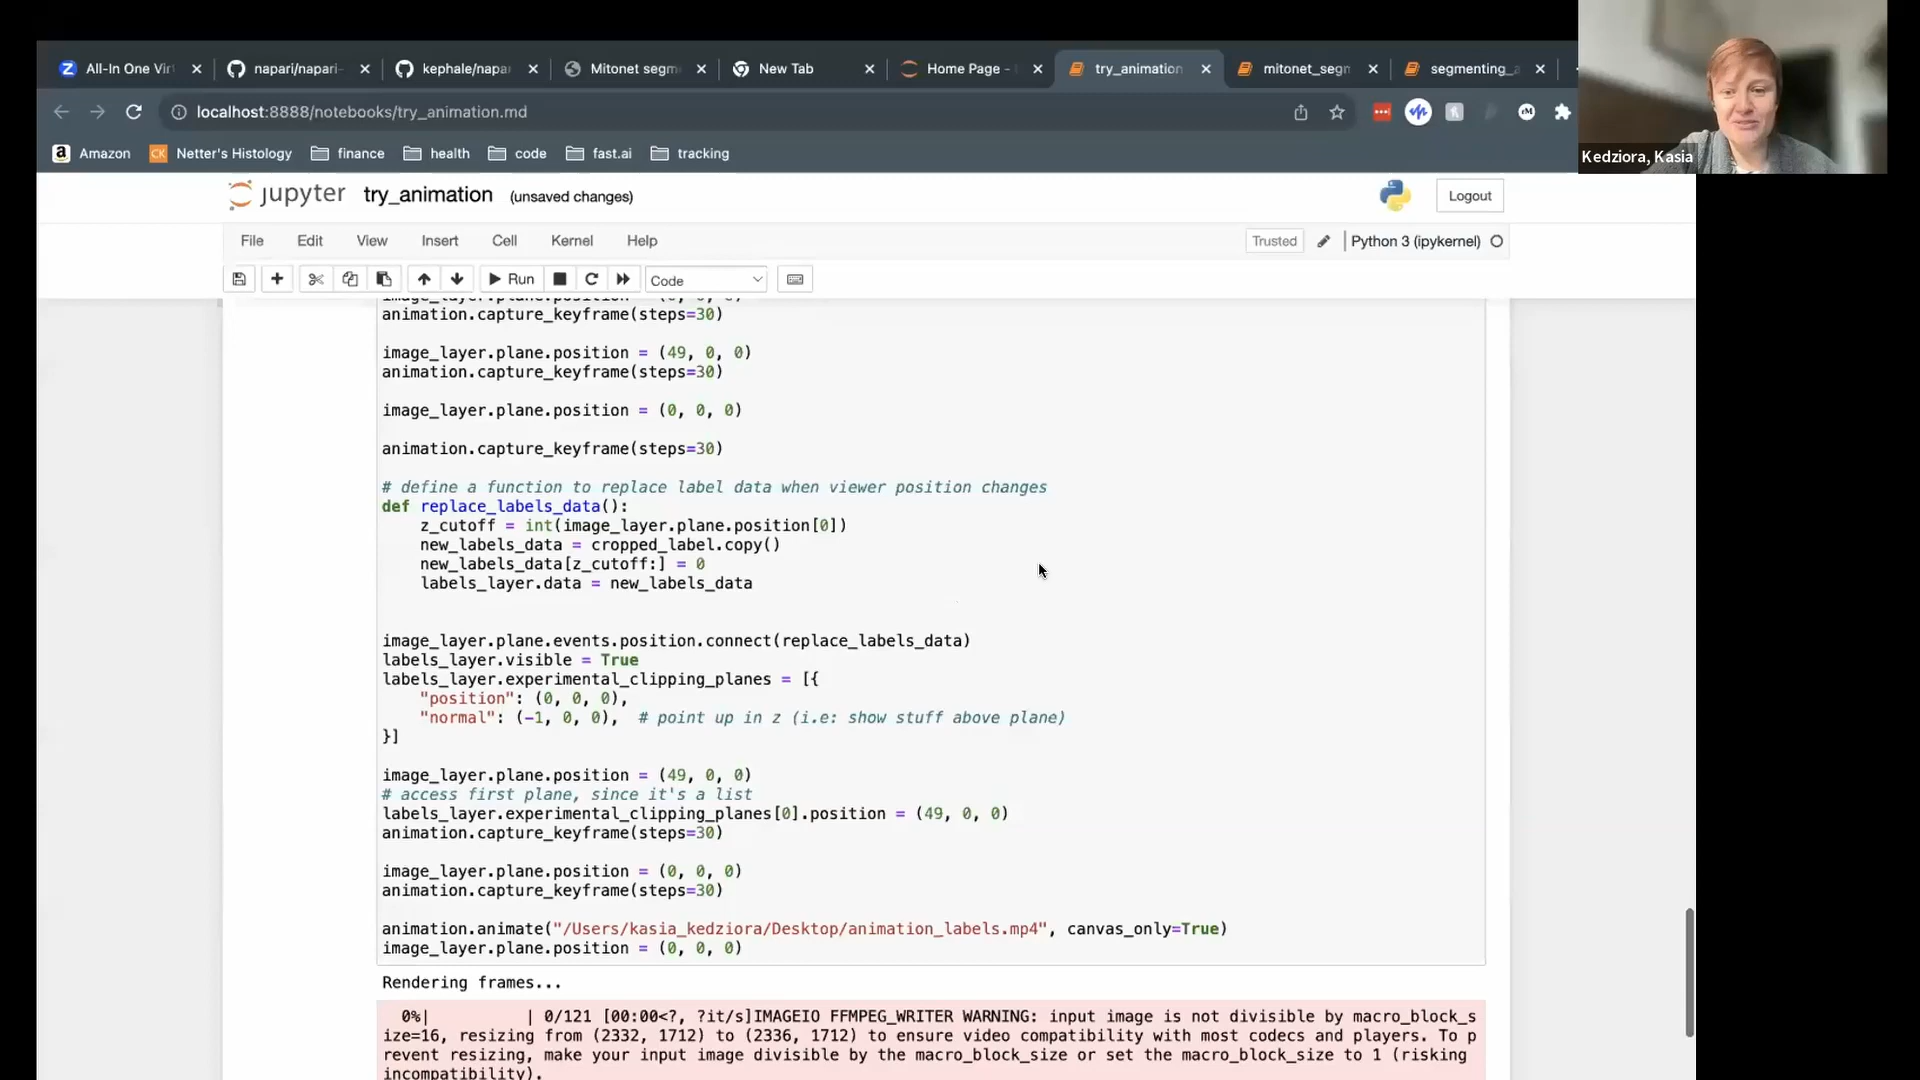 All-In One Vir
napari/napari-
kephale/napa
Mitonet segm
New Tab
Home Page -
try_animation
mitonet_segm
segmenting_a
localhost:8888/notebooks/try_animation.md
Amazon
CK Netter's Histology
finance
health
code
fast.ai
tracking
Kedziora, Kasia
jupyter try_animation (unsaved changes)
Logout
File Edit View Insert Cell Kernel Help
Trusted
Python 3 (ipykernel)
Run
Code
image_layer.plane.position = (0, 0, 0)
animation.capture_keyframe(steps=30)
image_layer.plane.position = (49, 0, 0)
animation.capture_keyframe(steps=30)
image_layer.plane.position = (0, 0, 0)
animation.capture_keyframe(steps=30)
# define a function to replace label data when viewer position changes
def replace_labels_data():
    z_cutoff = int(image_layer.plane.position[0])
    new_labels_data = cropped_label.copy()
    new_labels_data[z_cutoff:] = 0
    labels_layer.data = new_labels_data
image_layer.plane.events.position.connect(replace_labels_data)
labels_layer.visible = True
labels_layer.experimental_clipping_planes = [{
    "position": (0, 0, 0),
    "normal": (-1, 0, 0),  # point up in z (i.e: show stuff above plane)
}]
image_layer.plane.position = (49, 0, 0)
# access first plane, since it's a list
labels_layer.experimental_clipping_planes[0].position = (49, 0, 0)
animation.capture_keyframe(steps=30)
image_layer.plane.position = (0, 0, 0)
animation.capture_keyframe(steps=30)
animation.animate("/Users/kasia_kedziora/Desktop/animation_labels.mp4", canvas_only=True)
image_layer.plane.position = (0, 0, 0)
Rendering frames...
0%| | 0/121 [00:00<?, ?it/s]IMAGEIO FFMPEG_WRITER WARNING: input image is not divisible by macro_block_s
ize=16, resizing from (2332, 1712) to (2336, 1712) to ensure video compatibility with most codecs and players. To p
revent resizing, make your input image divisible by the macro_block_size or set the macro_block_size to 1 (risking
incompatibility).